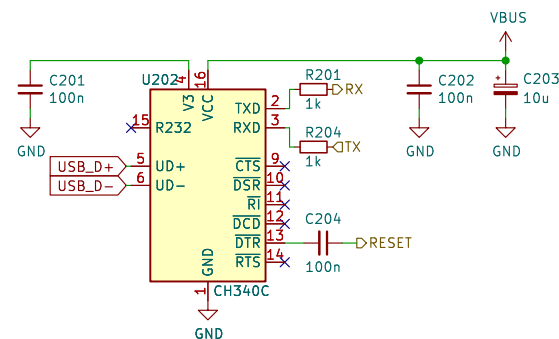 VBUS
U202
4
V3
16
VCC
C201
100n
GND
R201
RX
1k
C202
100n
GND
C203
+
10u
GND
TXD
2
RXD
3
R204
TX
1k
15
R232
USB_D+
5
UD+
USB_D-
6
UD-
CTS
9
DSR
10
RI
11
DCD
12
DTR
13
RTS
14
C204
100n
RESET
GND
1
CH340C
GND